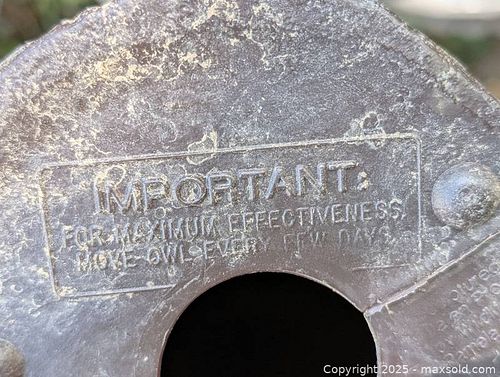 IMPORTANT:
FOR MAXIMUM EFFECTIVENESS,
MOVE OWL EVERY FEW DAYS.
Copyright © 2025 - maxsold.com